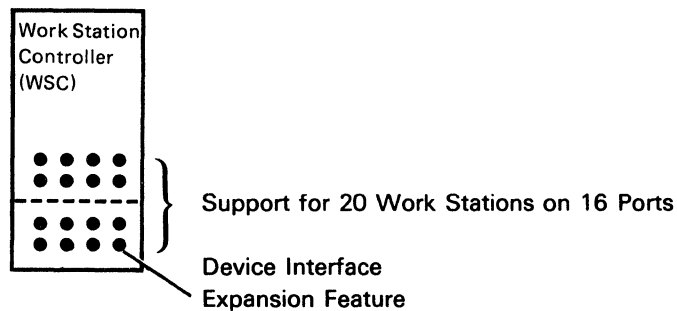 Work Station
Controller
(WSC)
Support for 20 Work Stations on 16 Ports
Device Interface
Expansion Feature